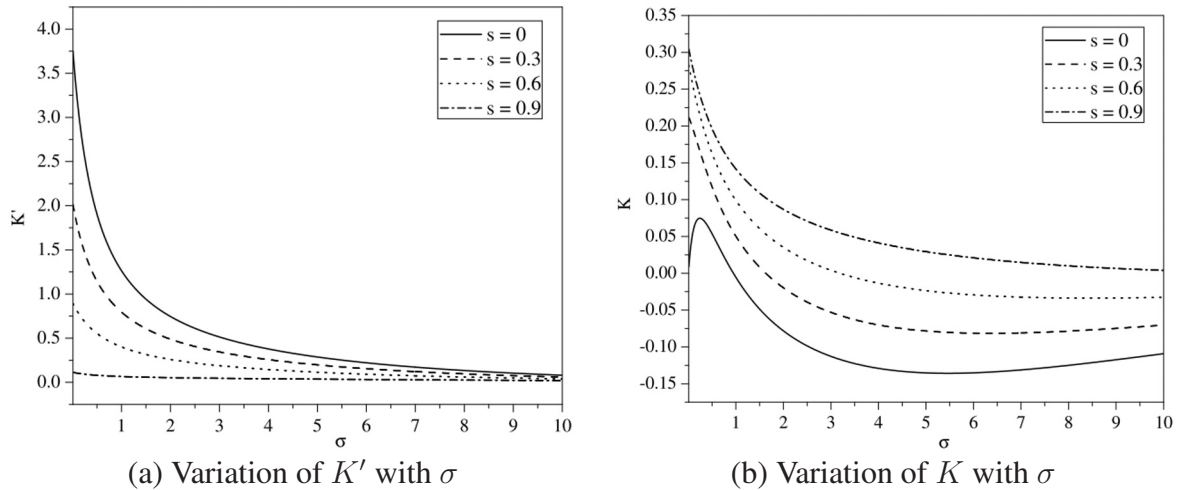 4.0
3.5
3.0
2.5
2.0
1.5
1.0
0.5
0.0
K'
1 2 3 4 5 6 7 8 9 10
σ
s = 0
s = 0.3
s = 0.6
s = 0.9
(a) Variation of K′ with σ
0.35
0.30
0.25
0.20
0.15
0.10
0.05
0.00
-0.05
-0.10
-0.15
K
0 1 2 3 4 5 6 7 8 9 10
σ
s = 0
s = 0.3
s = 0.6
s = 0.9
(b) Variation of K with σ